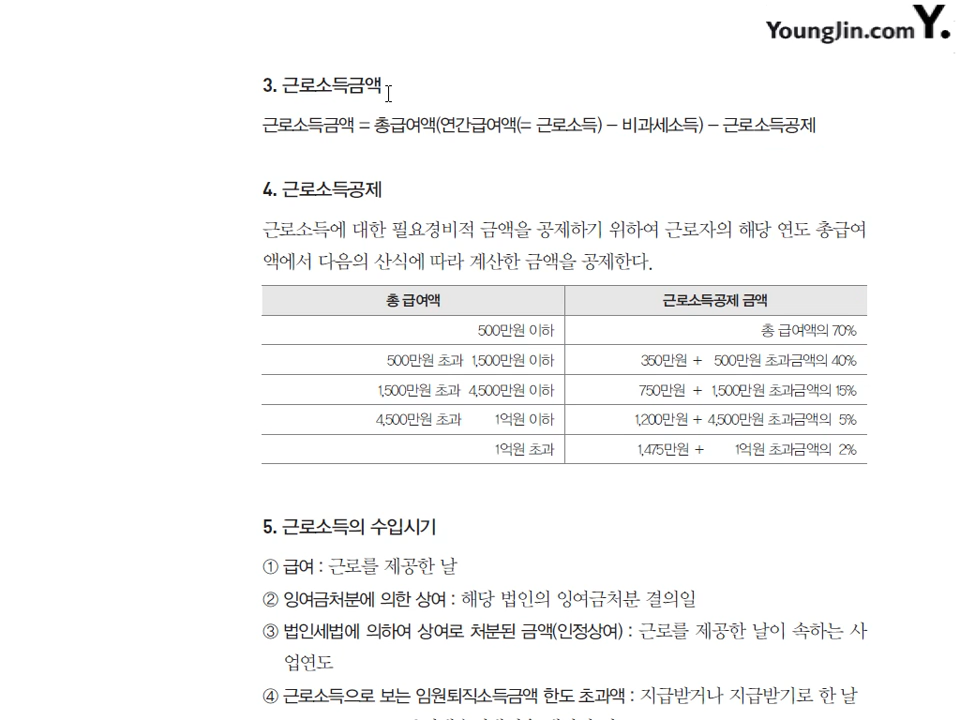 YoungJin.com Y.
3. 근로소득금액
근로소득금액 = 총급여액(연간급여액(= 근로소득) − 비과세소득) − 근로소득공제
4. 근로소득공제
근로소득에 대한 필요경비적 금액을 공제하기 위하여 근로자의 해당 연도 총급여
액에서 다음의 산식에 따라 계산한 금액을 공제한다.
총 급여액 근로소득공제 금액
500만원 이하 총 급여액의 70%
500만원 초과 1,500만원 이하 350만원 + 500만원 초과금액의 40%
1,500만원 초과 4,500만원 이하 750만원 + 1,500만원 초과금액의 15%
4,500만원 초과 1억원 이하 1,200만원 + 4,500만원 초과금액의 5%
1억원 초과 1,475만원 + 1억원 초과금액의 2%
5. 근로소득의 수입시기
① 급여 : 근로를 제공한 날
② 잉여금처분에 의한 상여 : 해당 법인의 잉여금처분 결의일
③ 법인세법에 의하여 상여로 처분된 금액(인정상여) : 근로를 제공한 날이 속하는 사
업연도
④ 근로소득으로 보는 임원퇴직소득금액 한도 초과액 : 지급받거나 지급받기로 한 날